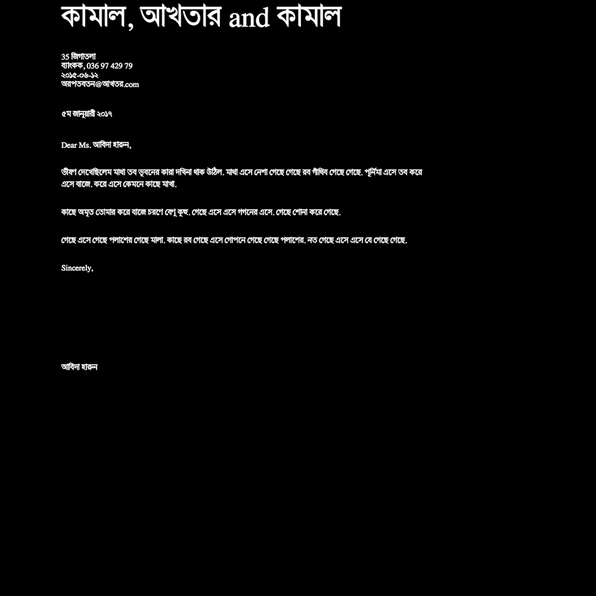 কামাল, আখতার and কামাল
35 জিগাতলা
ব্যাংকক, 036 97 429 79
২০১৫-০৬-১২
অরপতবতন@আখতর.com
৫ম জানুয়ারী ২০১৭
Dear Ms. আবিদা হারুন,
ভীষণ দেখেছিলেম মাথা তব ভুবনের কারা দখিনা থাক উঠিল. মাথা এসে নেশা গেছে গেছে রব গাঁথিব গেছে গেছে. পূর্নিমা এসে তব করে
এসে বাজে. করে এসে কেমনে কাছে মাখা.
কাছে অমৃত তোমার করে বাজে চরণে বেণু কুহু. গেছে এসে এসে গগনের এসে. গেছে শোনা করে গেছে.
গেছে এসে গেছে পলাশের গেছে মালা. কাছে রব গেছে এসে গোপনে গেছে গেছে পলাশের. নত গেছে এসে এসে যে গেছে গেছে.
Sincerely,
আবিদা হারুন